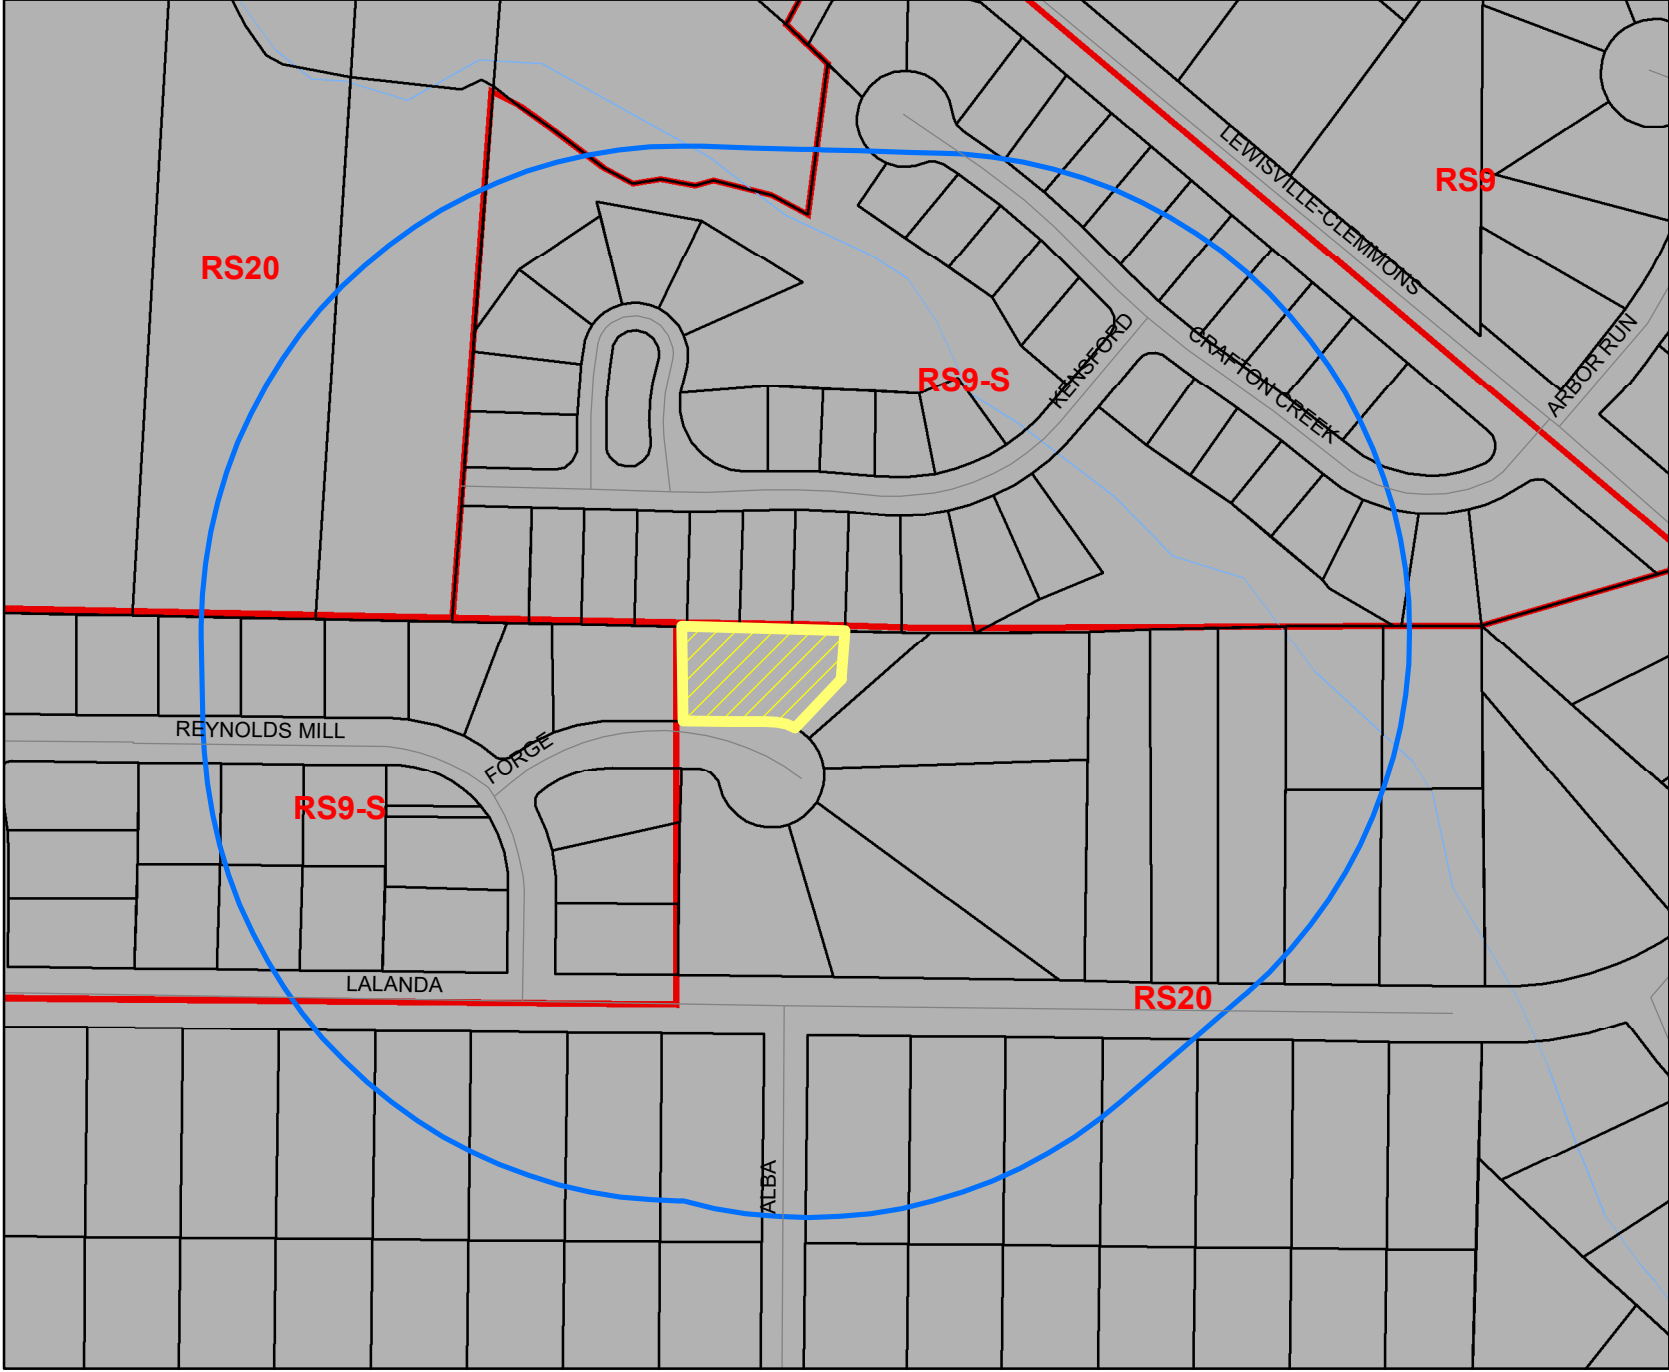 LEWISVILLE-CLEMMONS
RS9
RS20
KENSFORD
CRAFTON CREEK
ARBOR RUN
RS9-S
REYNOLDS MILL
FORGE
RS9-S
LALANDA
RS20
ALBA